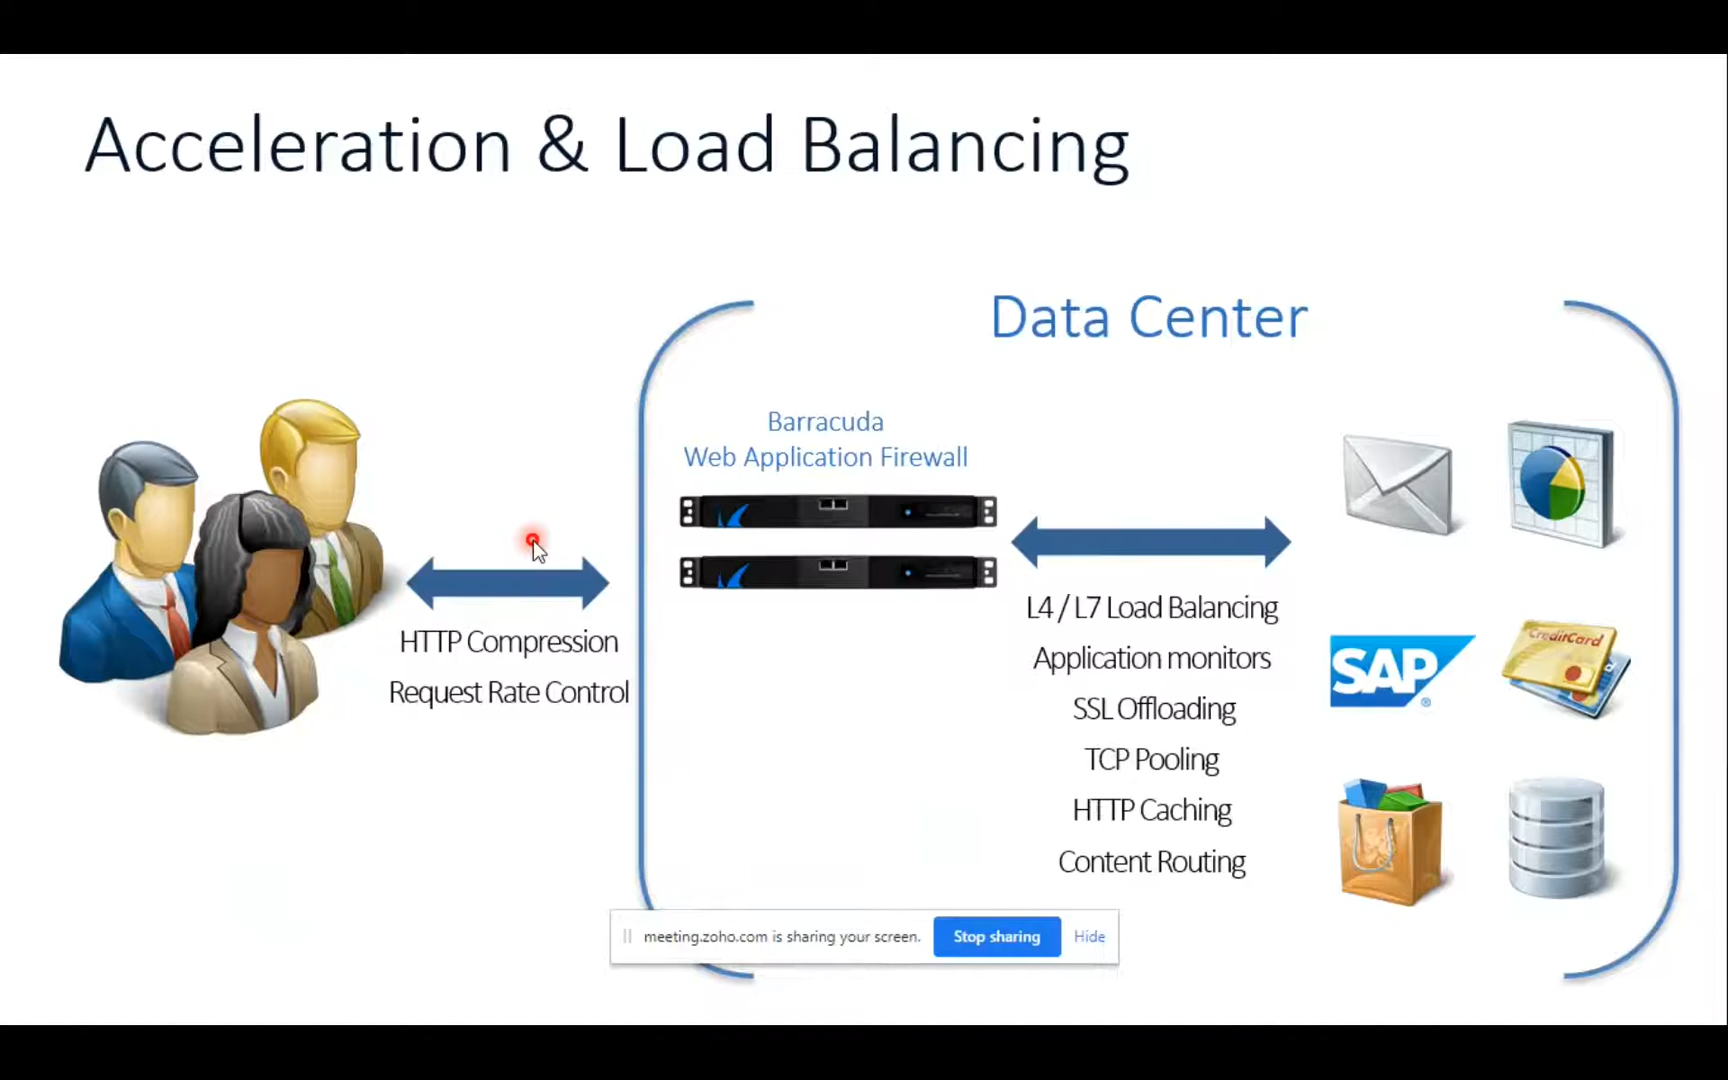 Acceleration & Load Balancing
Data Center
Barracuda
Web Application Firewall
HTTP Compression
Request Rate Control
L4 / L7 Load Balancing
Application monitors
SSL Offloading
TCP Pooling
HTTP Caching
Content Routing
SAP®
CreditCard
meeting.zoho.com is sharing your screen.
Stop sharing
Hide